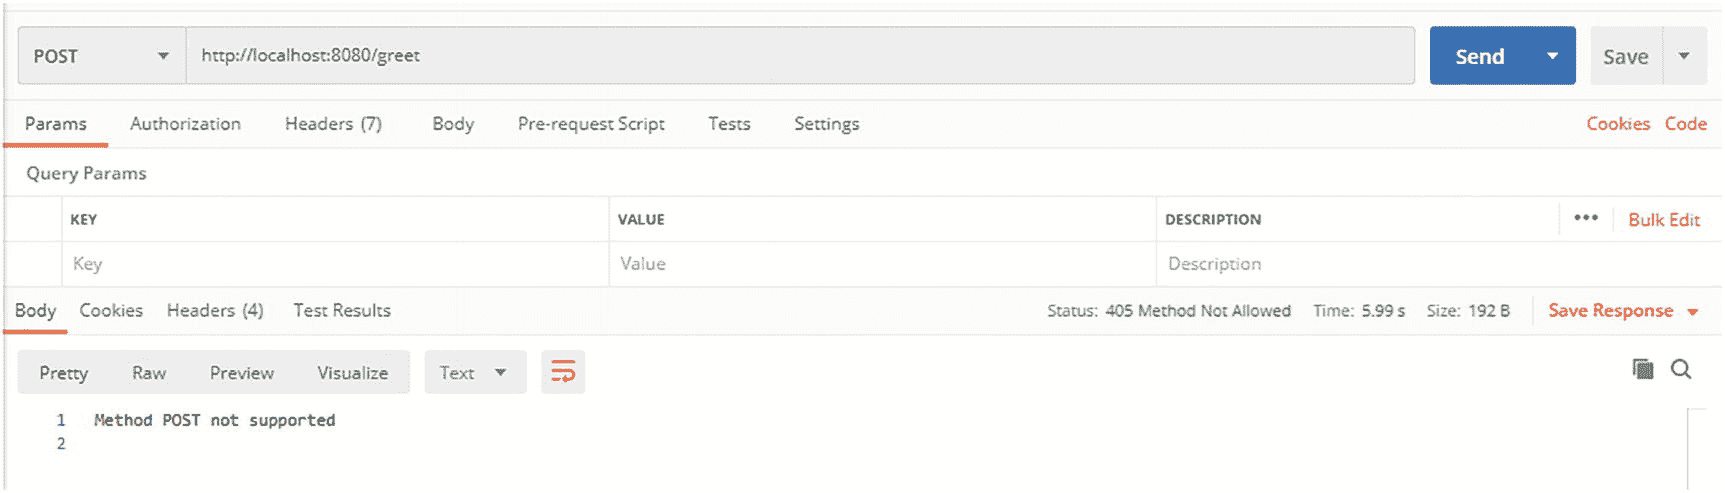 POST http://localhost:8080/greet Send Save
Params Authorization Headers (7) Body Pre-request Script Tests Settings Cookies Code
Query Params
KEY VALUE DESCRIPTION ••• Bulk Edit
Key Value Description
Body Cookies Headers (4) Test Results Status: 405 Method Not Allowed Time: 5.99 s Size: 192 B Save Response
Pretty Raw Preview Visualize Text
1 Method POST not supported
2